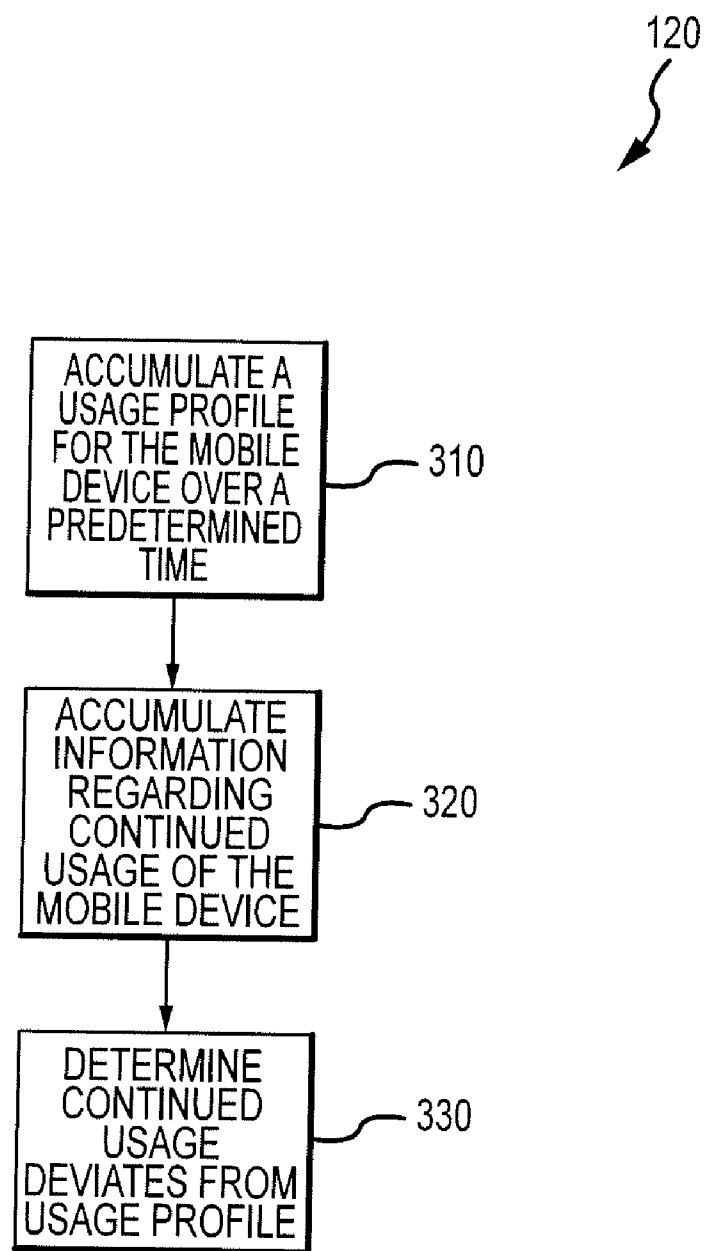 120
ACCUMULATE A
USAGE PROFILE
FOR THE MOBILE
DEVICE OVER A
PREDETERMINED
TIME
310
ACCUMULATE
INFORMATION
REGARDING
CONTINUED
USAGE OF THE
MOBILE DEVICE
320
DETERMINE
CONTINUED
USAGE
DEVIATES FROM
USAGE PROFILE
330